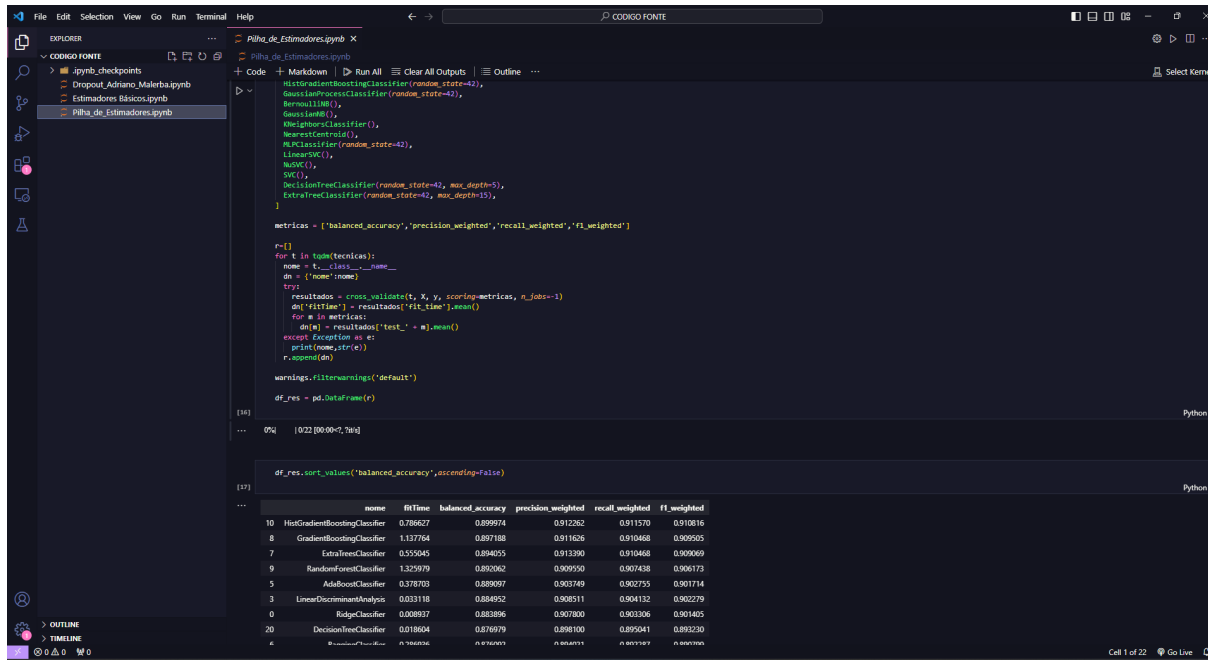 File Edit Selection View Go Run Terminal Help
CODIGO FONTE
EXPLORER
CODIGO FONTE
.ipynb_checkpoints
Dropout_Adriano_Malerba.ipynb
Estimadores Básicos.ipynb
Pilha_de_Estimadores.ipynb
Pilha_de_Estimadores.ipynb
Pilha_de_Estimadores.ipynb
Code Markdown Run All Clear All Outputs Outline ...
Select Kerne
HistGradientBoostingClassifier(random_state=42),
GaussianProcessClassifier(random_state=42),
BernoulliNB(),
GaussianNB(),
KNeighborsClassifier(),
NearestCentroid(),
MLPClassifier(random_state=42),
LinearSVC(),
NuSVC(),
SVC(),
DecisionTreeClassifier(random_state=42, max_depth=5),
ExtraTreeClassifier(random_state=42, max_depth=15),
]
metricas = ['balanced_accuracy','precision_weighted','recall_weighted','f1_weighted']
r=[]
for t in tqdm(tecnicas):
nome = t.__class__.__name__
dn = {'nome':nome}
try:
resultados = cross_validate(t, X, y, scoring=metricas, n_jobs=-1)
dn['fitTime'] = resultados['fit_time'].mean()
for m in metricas:
dn[m] = resultados['test_' + m].mean()
except Exception as e:
print(nome,str(e))
r.append(dn)
warnings.filterwarnings('default')
df_res = pd.DataFrame(r)
[16]
Python
0%| | 0/22 [00:00<?, ?it/s]
df_res.sort_values('balanced_accuracy',ascending=False)
[17]
Python
nome fitTime balanced_accuracy precision_weighted recall_weighted f1_weighted
10 HistGradientBoostingClassifier 0.786627 0.899974 0.912262 0.911570 0.910816
8 GradientBoostingClassifier 1.137764 0.897188 0.911626 0.910468 0.909505
7 ExtraTreesClassifier 0.555045 0.894055 0.913390 0.910468 0.909069
9 RandomForestClassifier 1.325979 0.892062 0.909550 0.907438 0.906173
5 AdaBoostClassifier 0.378703 0.889097 0.903749 0.902755 0.901714
3 LinearDiscriminantAnalysis 0.033118 0.884952 0.908511 0.904132 0.902279
0 RidgeClassifier 0.008937 0.883896 0.907800 0.903306 0.901405
20 DecisionTreeClassifier 0.018604 0.876979 0.898100 0.895041 0.893230
OUTLINE
TIMELINE
0 0 0
Cell 1 of 22 Go Live